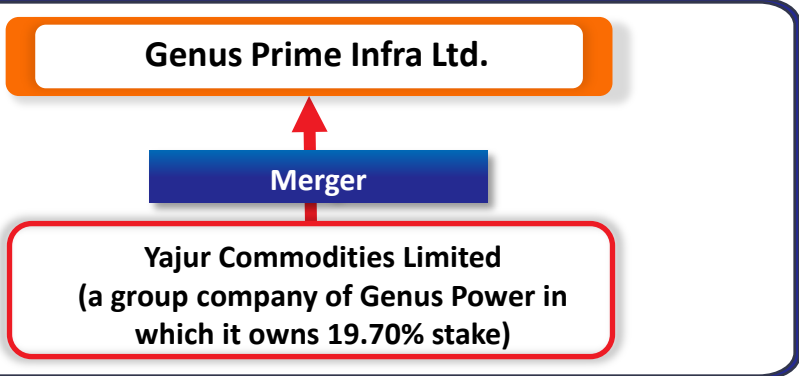 Genus Prime Infra Ltd.
Merger
Yajur Commodities Limited
(a group company of Genus Power in
which it owns 19.70% stake)